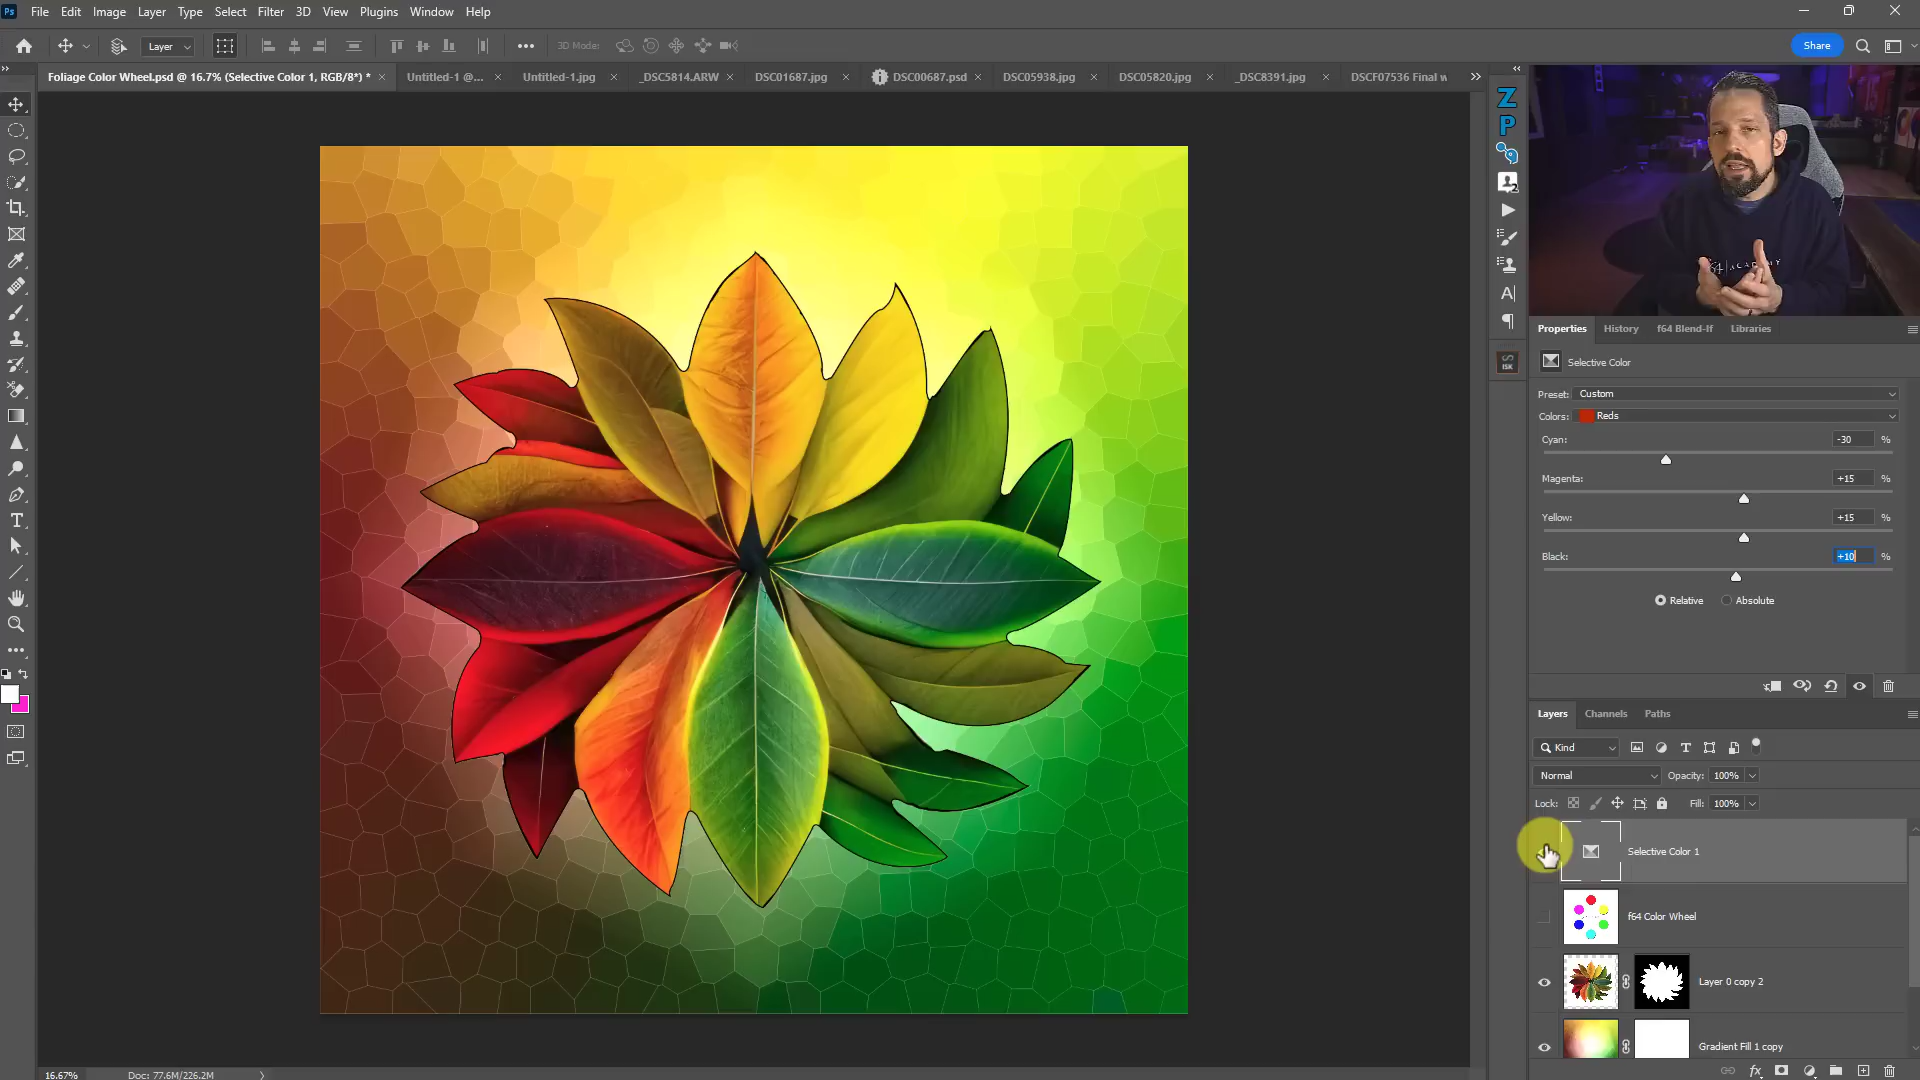 Ps File Edit Image Layer Type Select Filter 3D View Plugins Window Help
Layer 3D Mode: Share
Foliage Color Wheel.psd @ 16.7% (Selective Color 1, RGB/8*) * × Untitled-1 @... × Untitled-1.jpg × _DSC5814.ARW × DSC01687.jpg × DSC00687.psd × DSC05938.jpg × DSC05820.jpg × _DSC8391.jpg × DSCF07536 Final w
Z
P
64 ACADEMY
Properties History f64 Blend-If Libraries
Selective Color
Preset: Custom
Colors: Reds
Cyan: -30 %
Magenta: +15 %
Yellow: +15 %
Black: +10 %
Relative Absolute
Layers Channels Paths
Kind
Normal Opacity: 100%
Lock: Fill: 100%
Selective Color 1
f64 Color Wheel
Layer 0 copy 2
Gradient Fill 1 copy
fx
16.67% Doc: 77.6M/226.2M